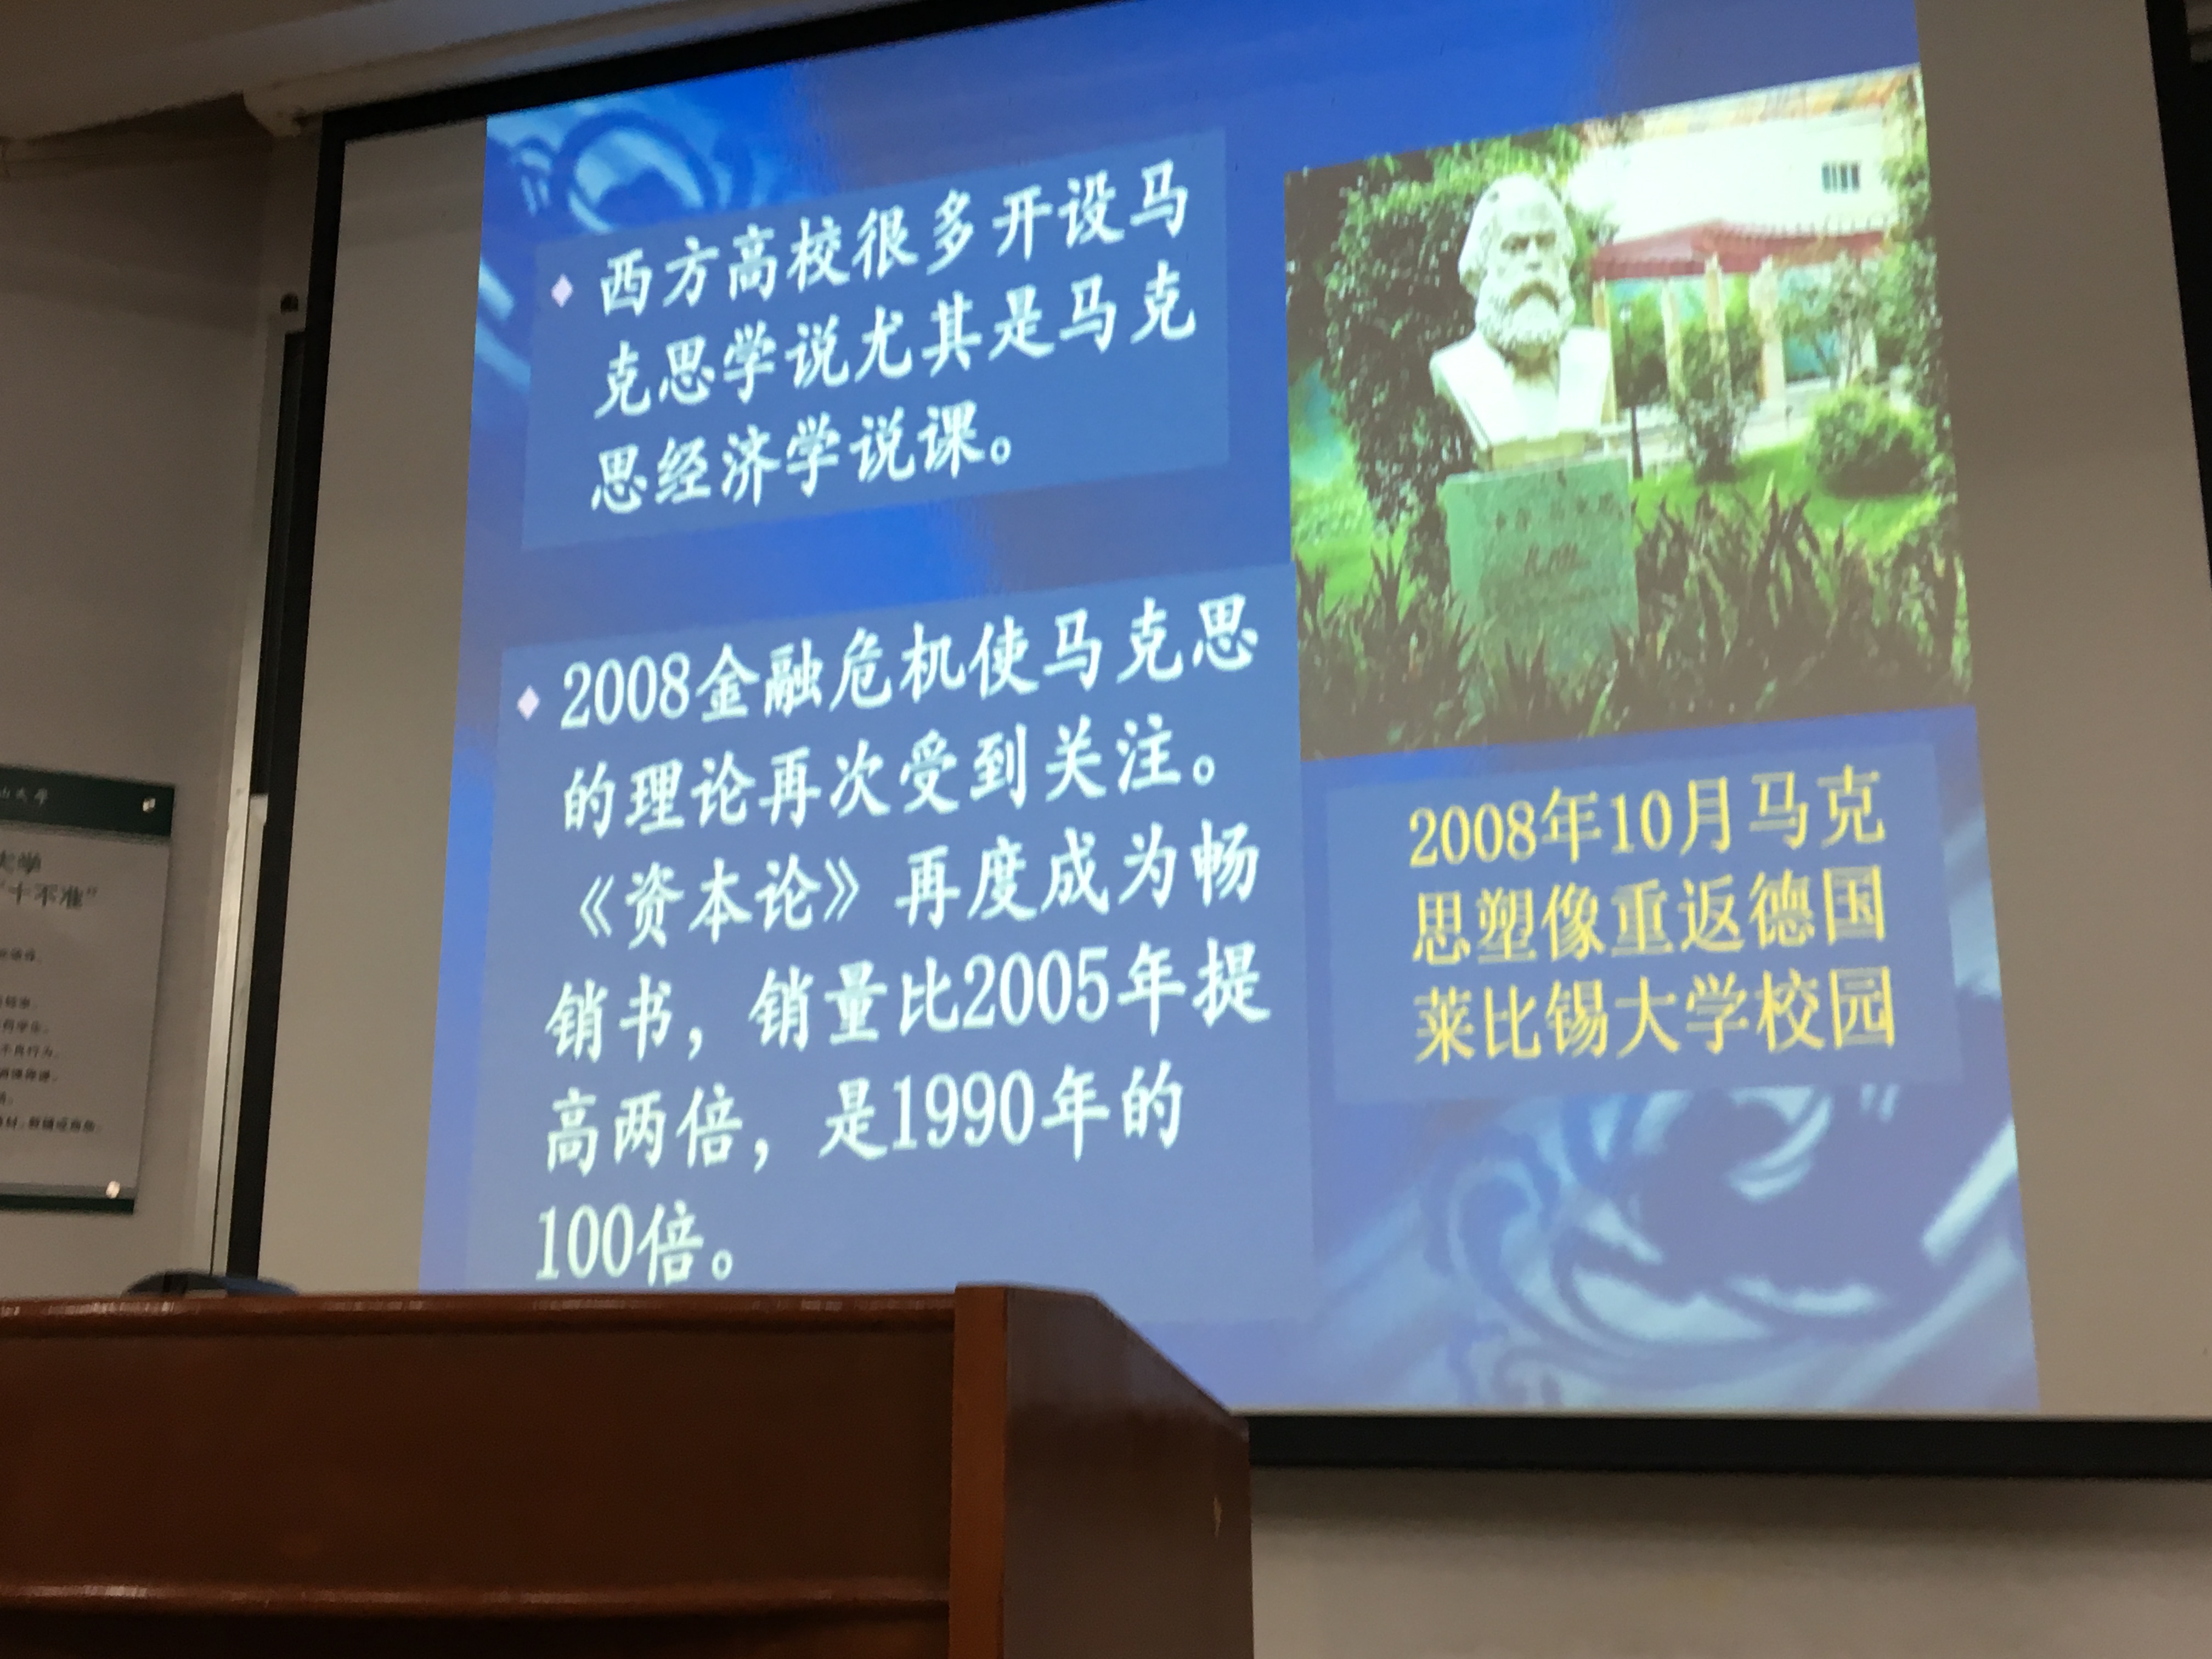 西方高校很多开设马
克思学说尤其是马克
思经济学说课。
2008金融危机使马克思
的理论再次受到关注。
《资本论》再度成为畅
销书，销量比2005年提
高两倍，是1990年的
100倍。
2008年10月马克
思塑像重返德国
莱比锡大学校园
山大学
大学
“十不准”